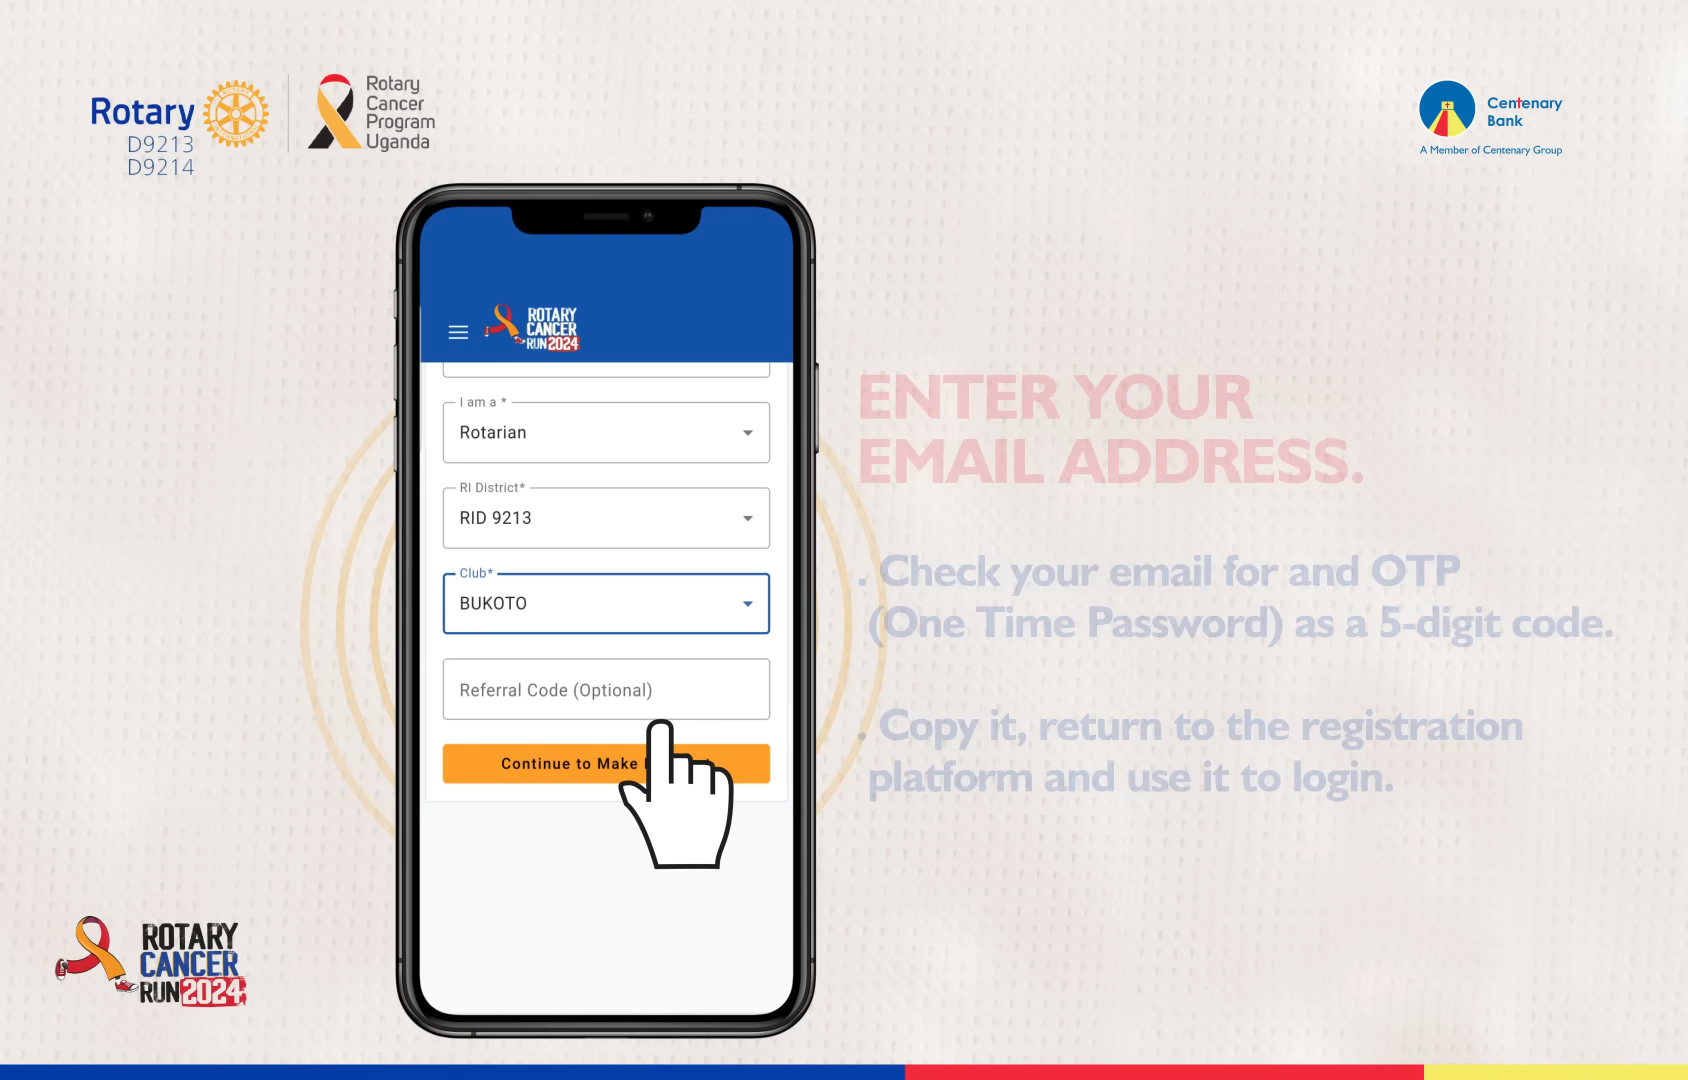 Rotary
D9213
D9214
Rotary
Cancer
Program
Uganda
Centenary
Bank
A Member of Centenary Group
ROTARY
CANCER
RUN 2024
I am a *
Rotarian
RI District*
RID 9213
Club*
BUKOTO
Referral Code (Optional)
Continue to Make
ENTER YOUR
EMAIL ADDRESS.
. Check your email for and OTP
(One Time Password) as a 5-digit code.
. Copy it, return to the registration
platform and use it to login.
ROTARY
CANCER
RUN 2024